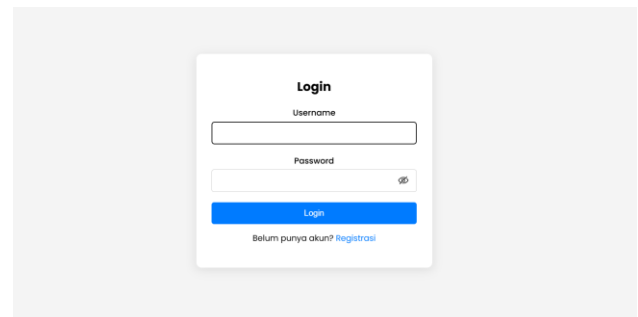 Login
Username
Password
Login
Belum punya akun? Registrasi